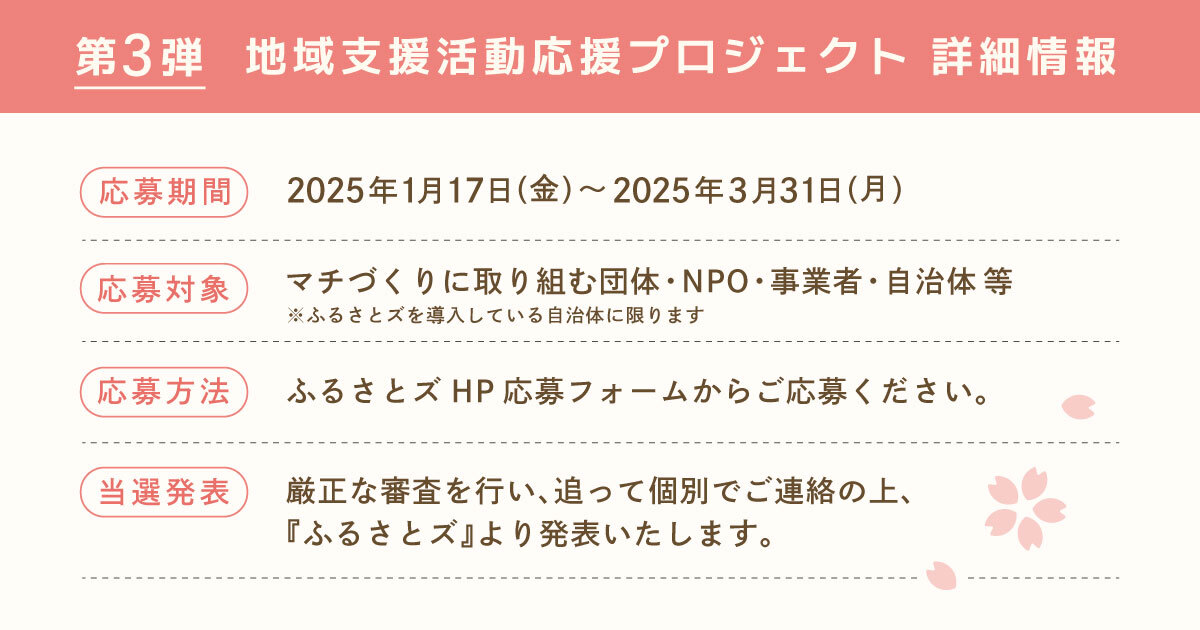 第3弾 地域支援活動応援プロジェクト 詳細情報
応募期間 2025年1月17日(金)～2025年3月31日(月)
応募対象 マチづくりに取り組む団体・NPO・事業者・自治体 等
※ふるさとズを導入している自治体に限ります
応募方法 ふるさとズ HP 応募フォームからご応募ください。
当選発表 厳正な審査を行い、追って個別でご連絡の上、
『ふるさとズ』より発表いたします。